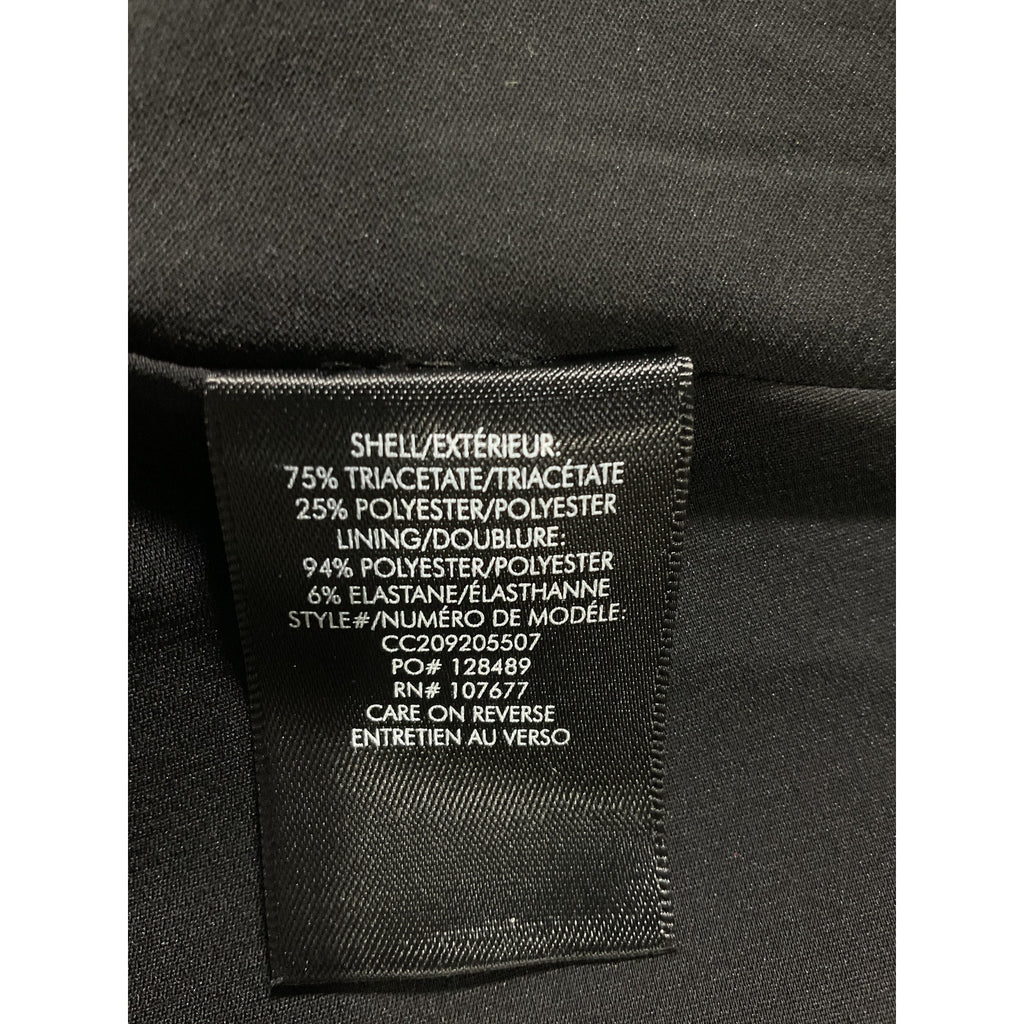 SHELL/EXTÉRIEUR:
75% TRIACETATE/TRIACÉTATE
25% POLYESTER/POLYESTER
LINING/DOUBLURE:
94% POLYESTER/POLYESTER
6% ELASTANE/ÉLASTHANNE
STYLE#/NUMÉRO DE MODÉLE:
CC209205507
PO# 128489
RN# 107677
CARE ON REVERSE
ENTRETIEN AU VERSO